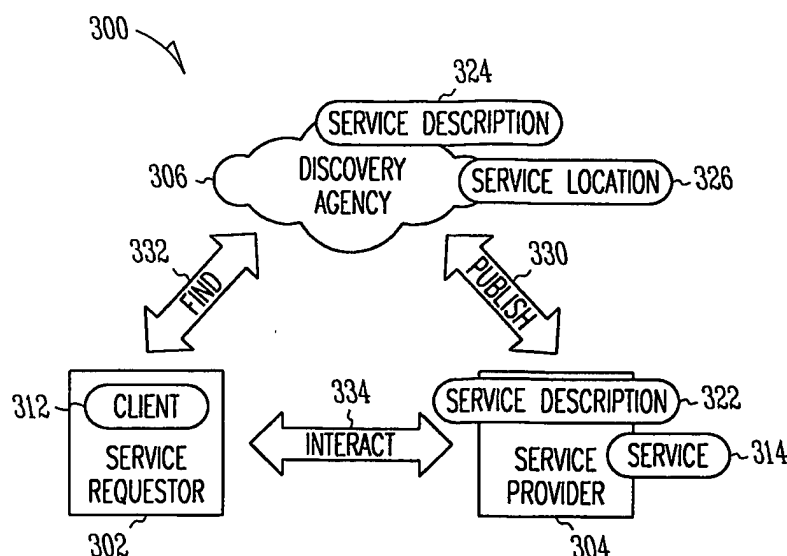 300
324
SERVICE DESCRIPTION
306
DISCOVERY
AGENCY
SERVICE LOCATION
326
332
FIND
330
PUBLISH
312
CLIENT
SERVICE
REQUESTOR
302
334
INTERACT
SERVICE DESCRIPTION
322
SERVICE
PROVIDER
SERVICE
314
304